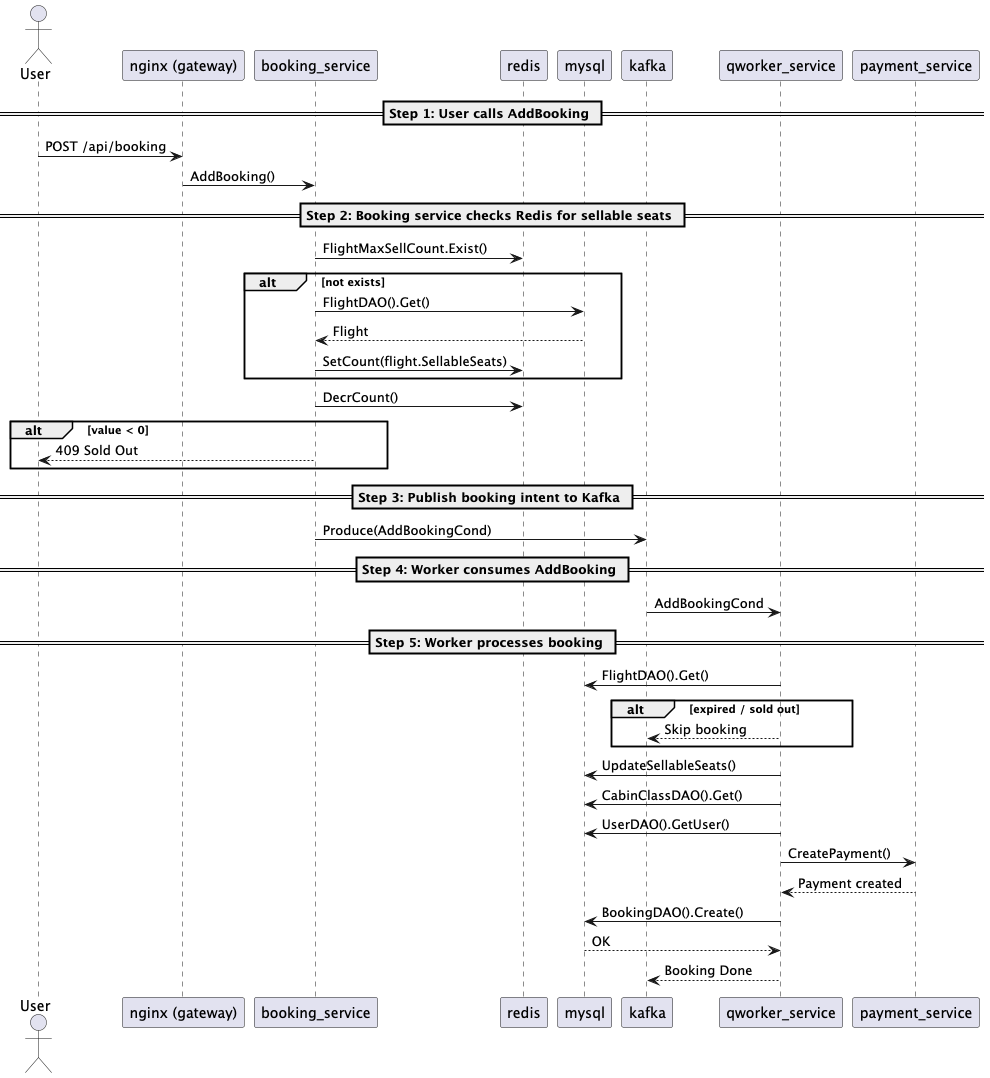 User
nginx (gateway)
booking_service
redis
mysql
kafka
qworker_service
payment_service
Step 1: User calls AddBooking
POST /api/booking
AddBooking()
Step 2: Booking service checks Redis for sellable seats
FlightMaxSellCount.Exist()
alt
[not exists]
FlightDAO().Get()
Flight
SetCount(flight.SellableSeats)
DecrCount()
alt
[value < 0]
409 Sold Out
Step 3: Publish booking intent to Kafka
Produce(AddBookingCond)
Step 4: Worker consumes AddBooking
AddBookingCond
Step 5: Worker processes booking
FlightDAO().Get()
alt
[expired / sold out]
Skip booking
UpdateSellableSeats()
CabinClassDAO().Get()
UserDAO().GetUser()
CreatePayment()
Payment created
BookingDAO().Create()
OK
Booking Done
User
nginx (gateway)
booking_service
redis
mysql
kafka
qworker_service
payment_service